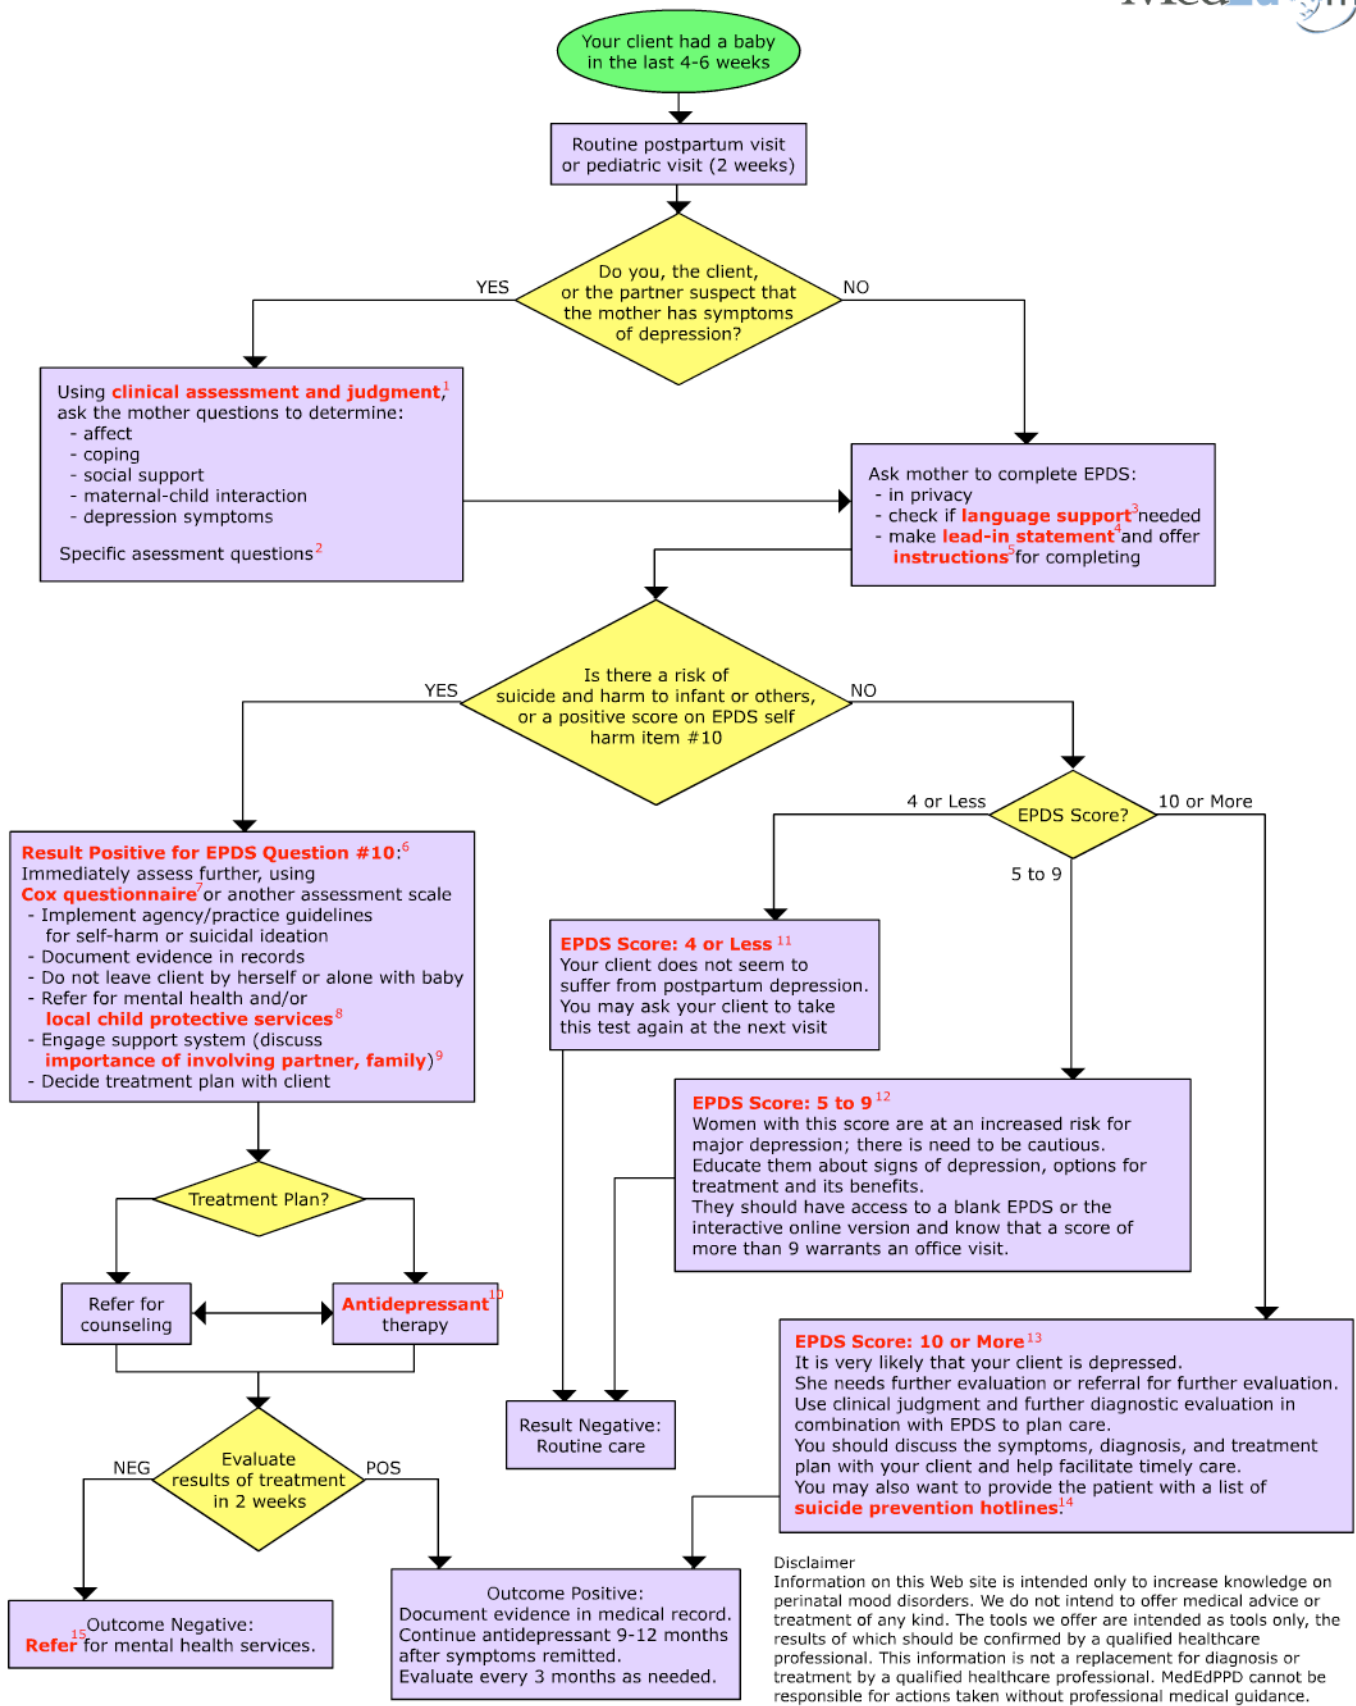 Your client had a baby
in the last 4-6 weeks
Routine postpartum visit
or pediatric visit (2 weeks)
Do you, the client,
or the partner suspect that
the mother has symptoms
of depression?
YES
NO
Using clinical assessment and judgment,1
ask the mother questions to determine:
- affect
- coping
- social support
- maternal-child interaction
- depression symptoms
Specific asessment questions2
Ask mother to complete EPDS:
- in privacy
- check if language support3 needed
- make lead-in statement4 and offer
instructions5 for completing
Is there a risk of
suicide and harm to infant or others,
or a positive score on EPDS self
harm item #10
YES
NO
EPDS Score?
4 or Less
10 or More
5 to 9
Result Positive for EPDS Question #10:6
Immediately assess further, using
Cox questionnaire7 or another assessment scale
- Implement agency/practice guidelines
for self-harm or suicidal ideation
- Document evidence in records
- Do not leave client by herself or alone with baby
- Refer for mental health and/or
local child protective services8
- Engage support system (discuss
importance of involving partner, family)9
- Decide treatment plan with client
EPDS Score: 4 or Less11
Your client does not seem to
suffer from postpartum depression.
You may ask your client to take
this test again at the next visit
EPDS Score: 5 to 912
Women with this score are at an increased risk for
major depression; there is need to be cautious.
Educate them about signs of depression, options for
treatment and its benefits.
They should have access to a blank EPDS or the
interactive online version and know that a score of
more than 9 warrants an office visit.
Treatment Plan?
Refer for
counseling
Antidepressant10
therapy
EPDS Score: 10 or More13
It is very likely that your client is depressed.
She needs further evaluation or referral for further evaluation.
Use clinical judgment and further diagnostic evaluation in
combination with EPDS to plan care.
You should discuss the symptoms, diagnosis, and treatment
plan with your client and help facilitate timely care.
You may also want to provide the patient with a list of
suicide prevention hotlines.14
Result Negative:
Routine care
Evaluate
results of treatment
in 2 weeks
NEG
POS
Outcome Negative:
Refer15 for mental health services.
Outcome Positive:
Document evidence in medical record.
Continue antidepressant 9-12 months
after symptoms remitted.
Evaluate every 3 months as needed.
Disclaimer
Information on this Web site is intended only to increase knowledge on
perinatal mood disorders. We do not intend to offer medical advice or
treatment of any kind. The tools we offer are intended as tools only, the
results of which should be confirmed by a qualified healthcare
professional. This information is not a replacement for diagnosis or
treatment by a qualified healthcare professional. MedEdPPD cannot be
responsible for actions taken without professional medical guidance.